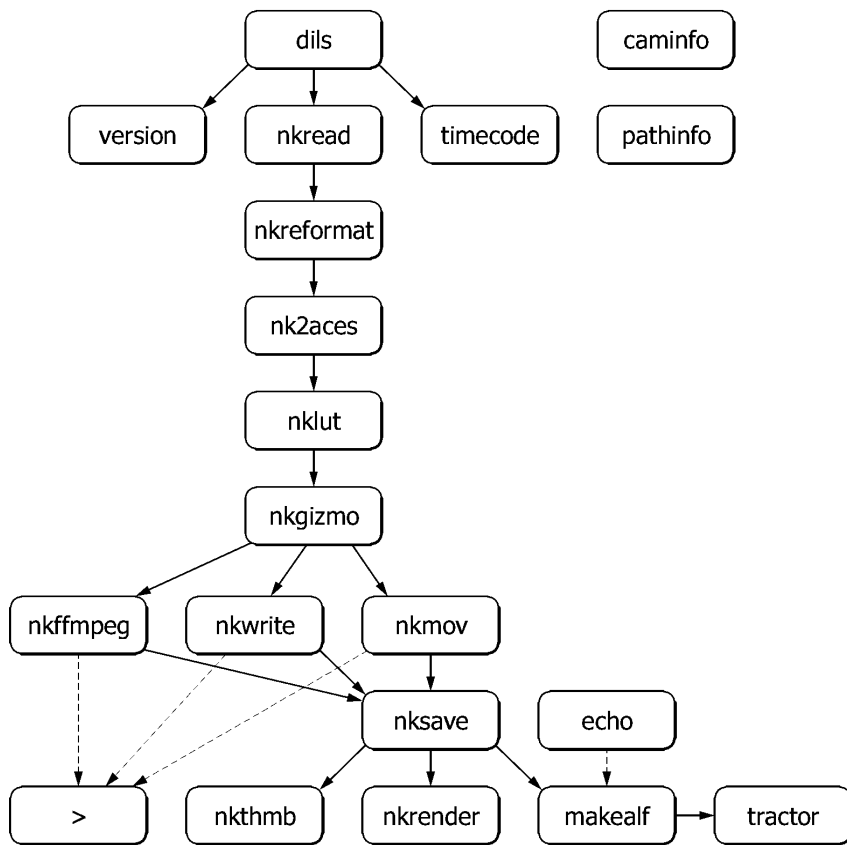 dils
caminfo
version
nkread
timecode
pathinfo
nkreformat
nk2aces
nklut
nkgizmo
nkffmpeg
nkwrite
nkmov
nksave
echo
>
nkthmb
nkrender
makealf
tractor